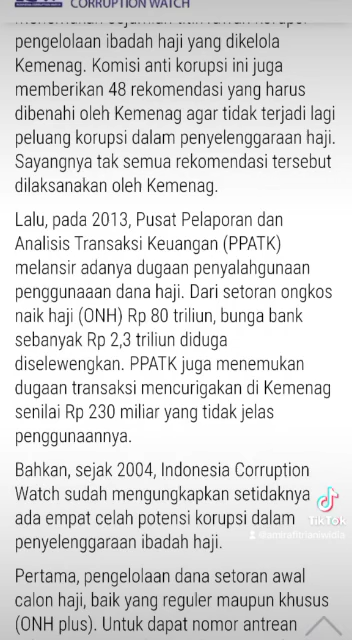 CORRUPTION WATCH
pengelolaan ibadah haji yang dikelola
Kemenag. Komisi anti korupsi ini juga
memberikan 48 rekomendasi yang harus
dibenahi oleh Kemenag agar tidak terjadi lagi
peluang korupsi dalam penyelenggaraan haji.
Sayangnya tak semua rekomendasi tersebut
dilaksanakan oleh Kemenag.
Lalu, pada 2013, Pusat Pelaporan dan
Analisis Transaksi Keuangan (PPATK)
melansir adanya dugaan penyalahgunaan
penggunaaan dana haji. Dari setoran ongkos
naik haji (ONH) Rp 80 triliun, bunga bank
sebanyak Rp 2,3 triliun diduga
diselewengkan. PPATK juga menemukan
dugaan transaksi mencurigakan di Kemenag
senilai Rp 230 miliar yang tidak jelas
penggunaannya.
Bahkan, sejak 2004, Indonesia Corruption
Watch sudah mengungkapkan setidaknya
ada empat celah potensi korupsi dalam
penyelenggaraan ibadah haji.
TikTok
Pertama, pengelolaan dana setoran awal
calon haji, baik yang reguler maupun khusus
(ONH plus). Untuk dapat nomor antrean